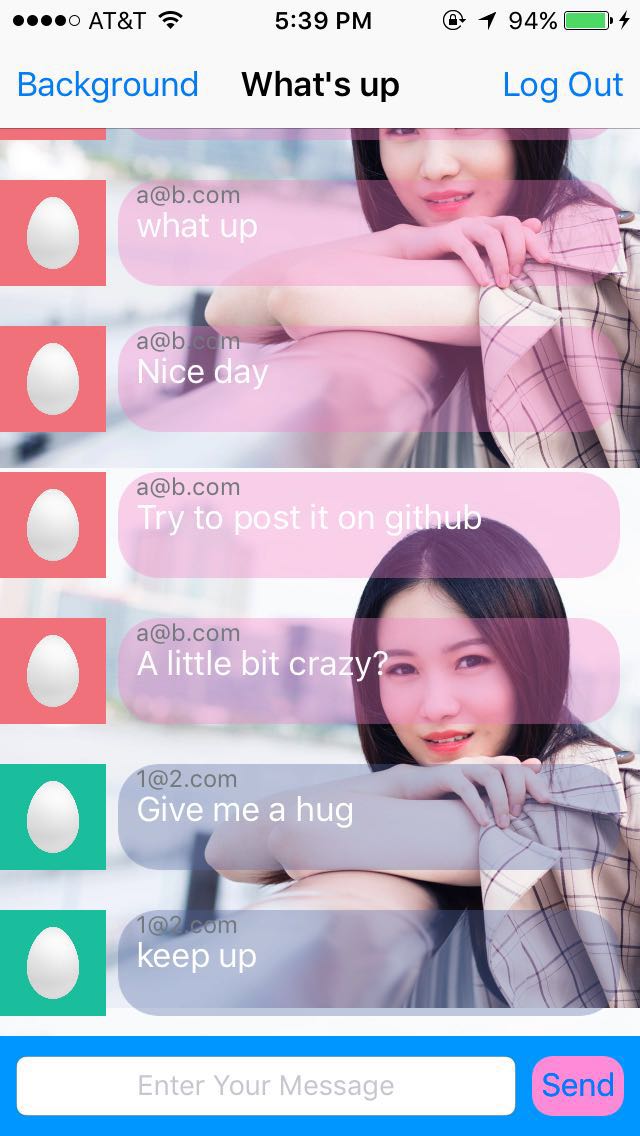 AT&T 5:39 PM 94%
Background What's up Log Out
a@b.com
what up
a@b.com
Nice day
a@b.com
Try to post it on github
a@b.com
A little bit crazy?
1@2.com
Give me a hug
1@2.com
keep up
Enter Your Message Send